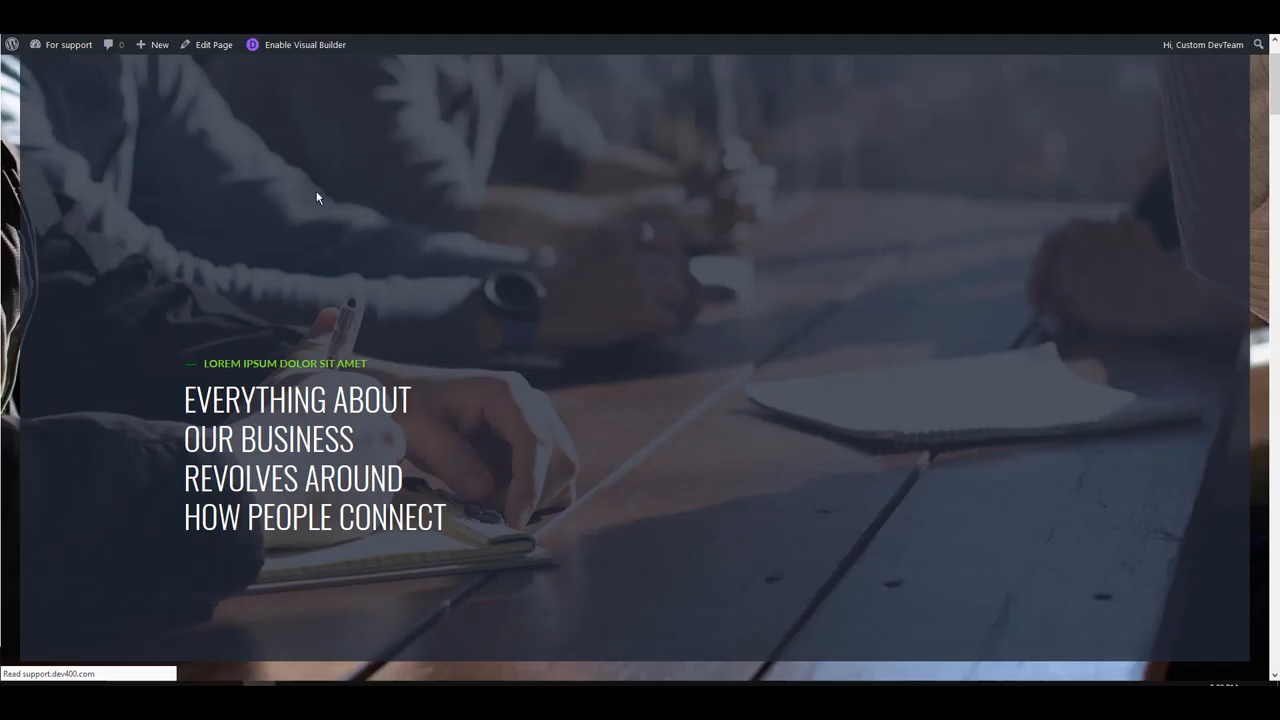 For support
0
New
Edit Page
D
Enable Visual Builder
Hi, Custom DevTeam
LOREM IPSUM DOLOR SIT AMET
EVERYTHING ABOUT
OUR BUSINESS
REVOLVES AROUND
HOW PEOPLE CONNECT
Read support.dev400.com